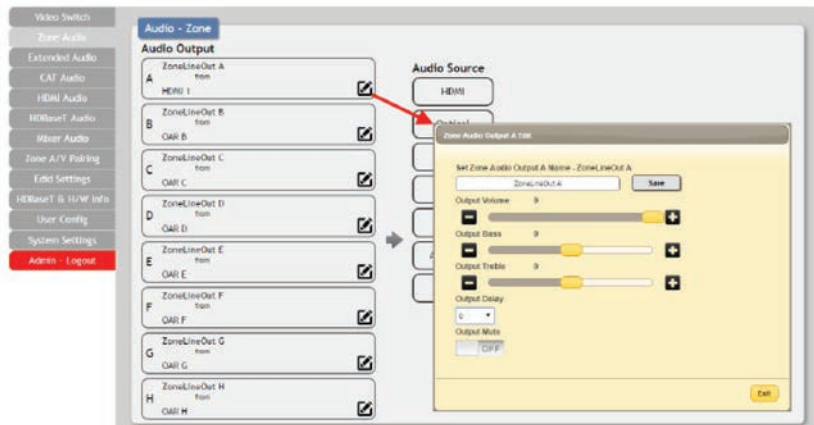 Video Switch
Zone Audio
Extended Audio
CAT Audio
HDMI Audio
HDBaseT Audio
Mixer Audio
Zone A/V Pairing
Edid Settings
HDBaseT & H/W Info
User Config
System Settings
Admin - Logout
Audio - Zone
Audio Output
A
ZoneLineOut A
from
HDMI 1
B
ZoneLineOut B
from
OAR B
C
ZoneLineOut C
from
OAR C
D
ZoneLineOut D
from
OAR D
E
ZoneLineOut E
from
OAR E
F
ZoneLineOut F
from
OAR F
G
ZoneLineOut G
from
OAR G
H
ZoneLineOut H
from
OAR H
Audio Source
HDMI
Zone Audio Output A Edit
Set Zone Audio Output A Name - ZoneLineOut A
ZoneLineOut A
Save
Output Volume 0
Output Bass 0
Output Treble 0
Output Delay
0
Output Mute
OFF
Exit